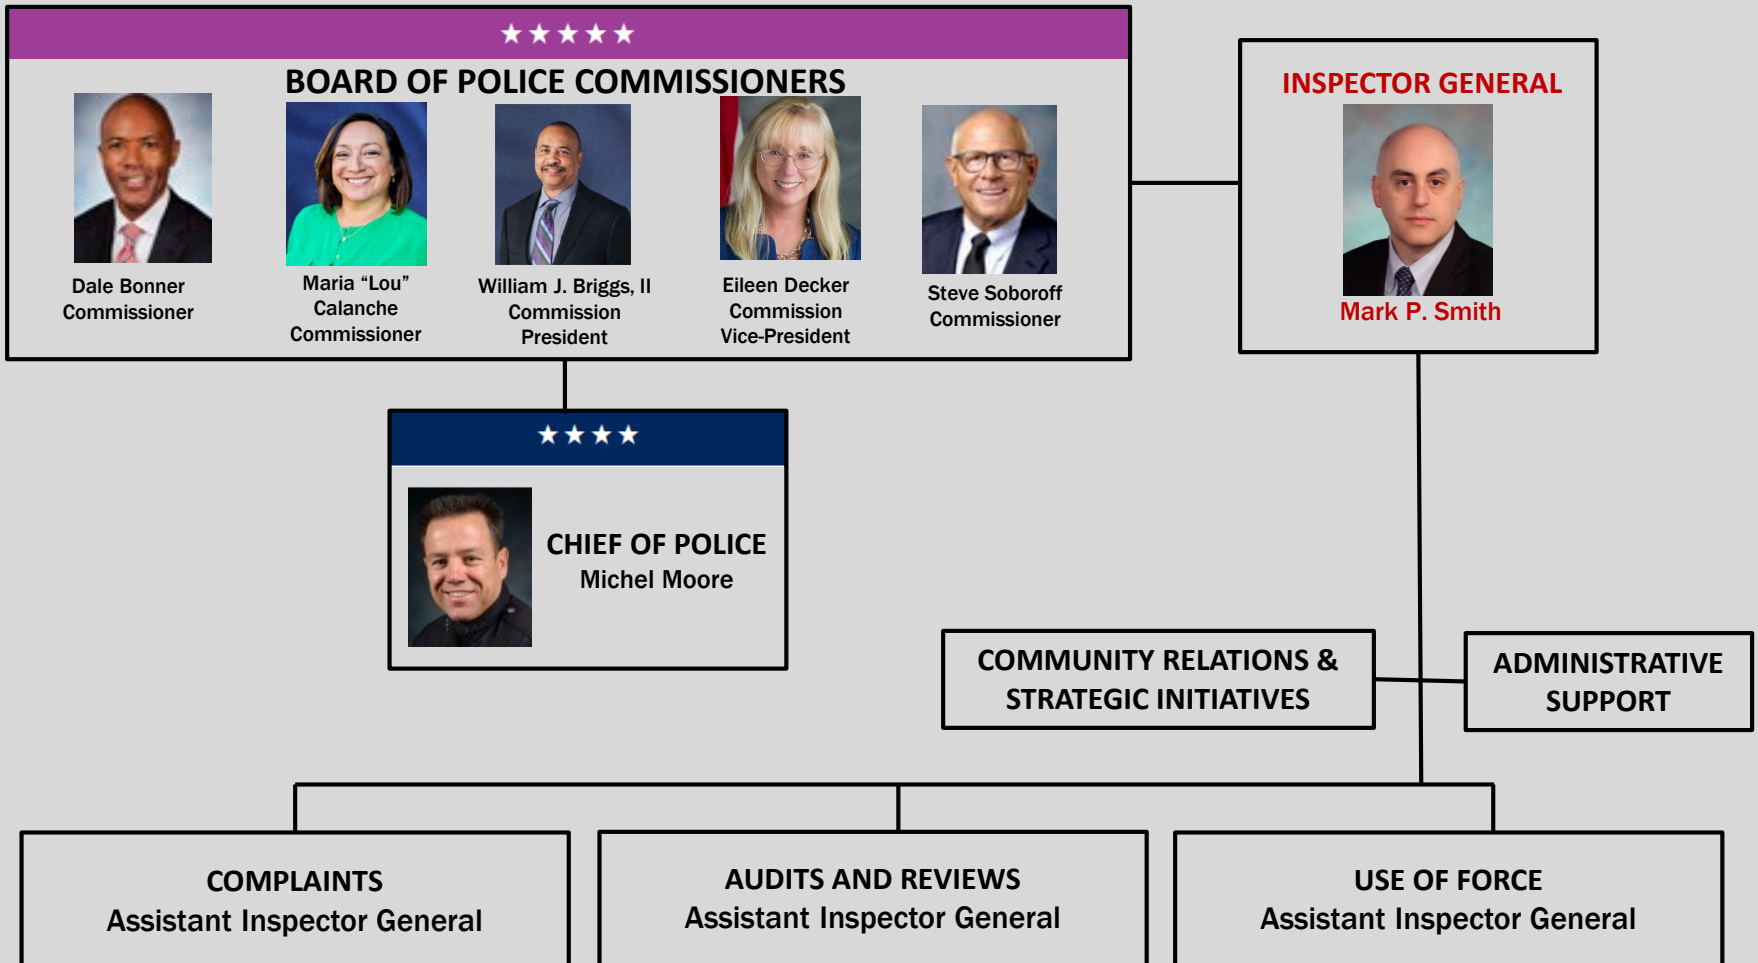 BOARD OF POLICE COMMISSIONERS
Dale Bonner
Commissioner
Maria “Lou”
Calanche
Commissioner
William J. Briggs, II
Commission
President
Eileen Decker
Commission
Vice-President
Steve Soboroff
Commissioner
INSPECTOR GENERAL
Mark P. Smith
CHIEF OF POLICE
Michel Moore
COMMUNITY RELATIONS &
STRATEGIC INITIATIVES
ADMINISTRATIVE
SUPPORT
COMPLAINTS
Assistant Inspector General
AUDITS AND REVIEWS
Assistant Inspector General
USE OF FORCE
Assistant Inspector General